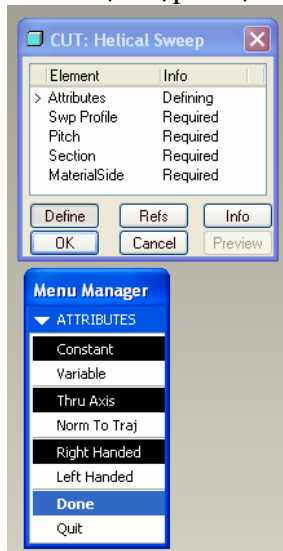 CUT: Helical Sweep
Element Info
> Attributes Defining
Swp Profile Required
Pitch Required
Section Required
MaterialSide Required
Define Refs Info
OK Cancel Preview
Menu Manager
ATTRIBUTES
Constant
Variable
Thru Axis
Norm To Traj
Right Handed
Left Handed
Done
Quit